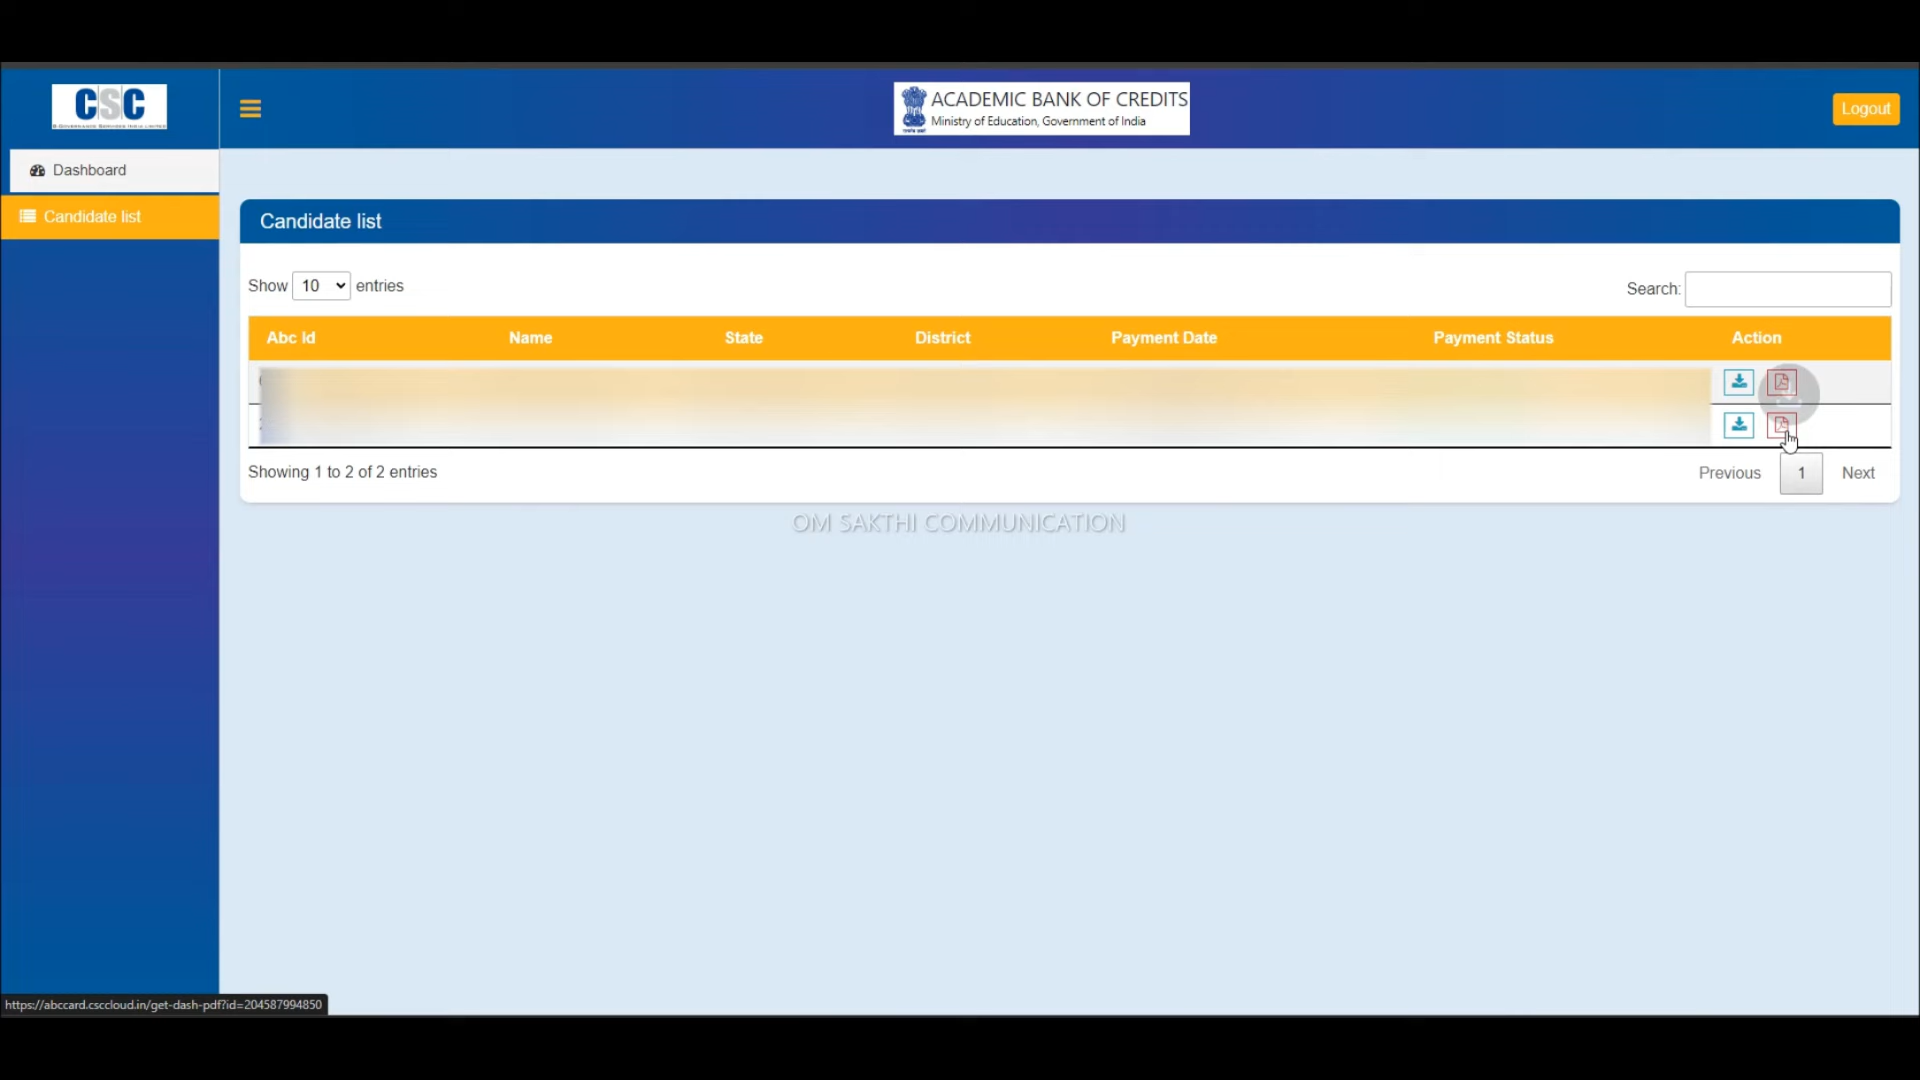 CSC
ACADEMIC BANK OF CREDITS
Ministry of Education, Government of India
Logout
Dashboard
Candidate list
Candidate list
Show 10 entries
Search:
Abc Id Name State District Payment Date Payment Status Action
Showing 1 to 2 of 2 entries
Previous 1 Next
OM SAKTHI COMMUNICATION
https://abccard.csccloud.in/get-dash-pdf?id=204587994850